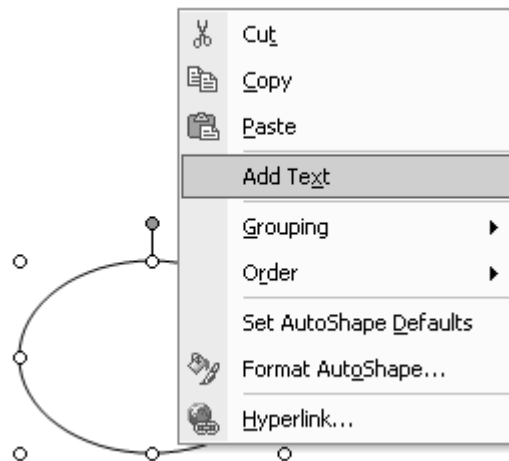 Cut
Copy
Paste
Add Text
Grouping
Order
Set AutoShape Defaults
Format AutoShape...
Hyperlink...